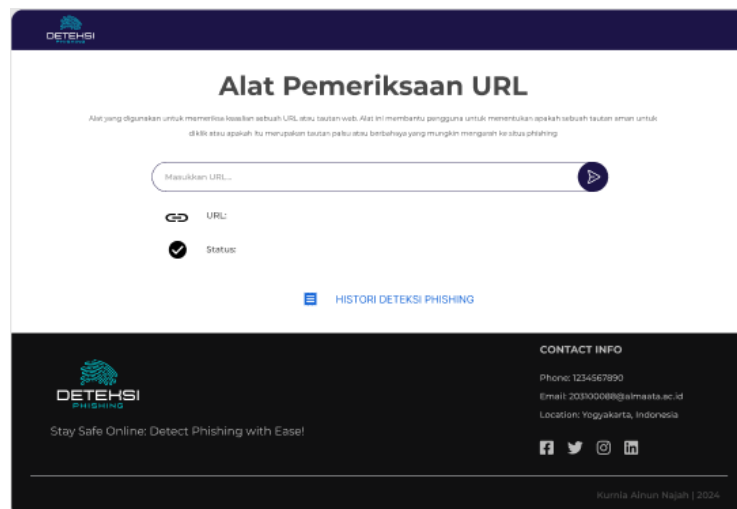 DETEKSI
PHISHING
Alat Pemeriksaan URL
Alat yang digunakan untuk memeriksa keaslian sebuah URL atau tautan web. Alat ini membantu pengguna untuk menentukan apakah sebuah tautan aman untuk
diklik atau apakah itu merupakan tautan palsu atau berbahaya yang mungkin mengarah ke situs phishing
Masukkan URL...
URL:
Status:
HISTORI DETEKSI PHISHING
DETEKSI
PHISHING
Stay Safe Online: Detect Phishing with Ease!
CONTACT INFO
Phone: 1234567890
Email: 203100088@almaata.ac.id
Location: Yogyakarta, Indonesia
Kurnia Ainun Najah | 2024